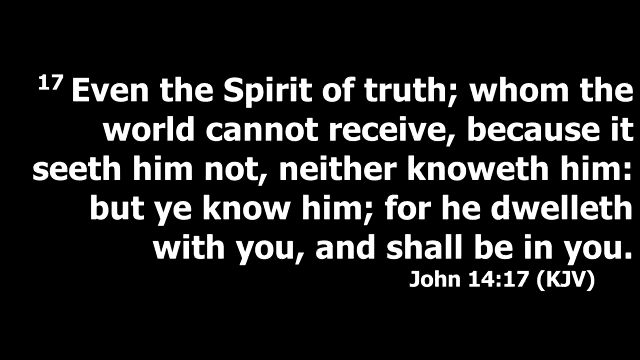 17 Even the Spirit of truth; whom the
world cannot receive, because it
seeth him not, neither knoweth him:
but ye know him; for he dwelleth
with you, and shall be in you.
John 14:17 (KJV)